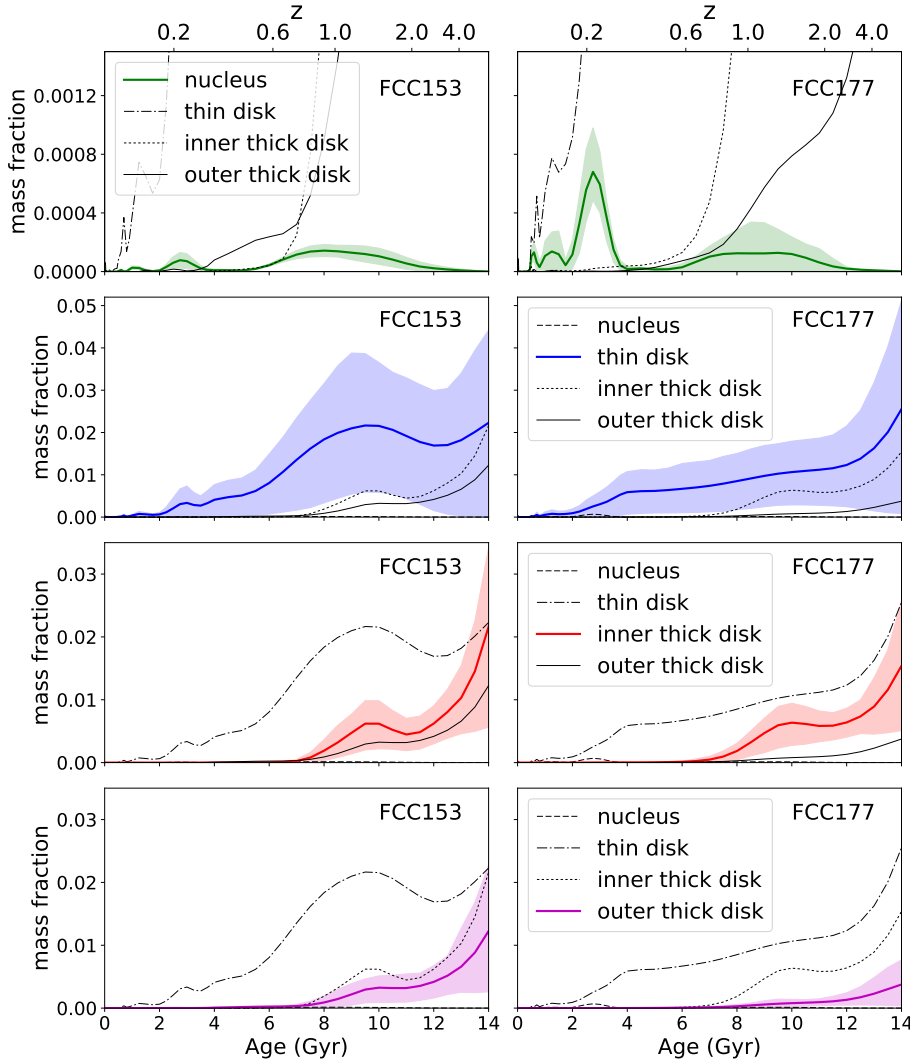 z z
0.2 0.6 1.0 2.0 4.0 0.2 0.6 1.0 2.0 4.0
nucleus
thin disk
inner thick disk
outer thick disk
FCC153
FCC177
0.0012
0.0008
0.0004
0.0000
mass fraction
FCC153
nucleus
thin disk
inner thick disk
outer thick disk
FCC177
0.05
0.04
0.03
0.02
0.01
0.00
mass fraction
FCC153
nucleus
thin disk
inner thick disk
outer thick disk
FCC177
0.03
0.02
0.01
0.00
mass fraction
FCC153
nucleus
thin disk
inner thick disk
outer thick disk
FCC177
0.03
0.02
0.01
0.00
mass fraction
0 2 4 6 8 10 12 14 0 2 4 6 8 10 12 14
Age (Gyr) Age (Gyr)